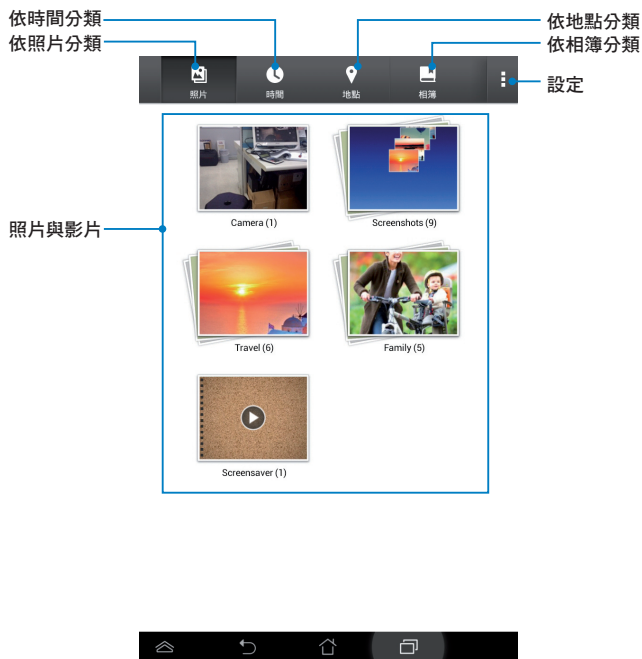 依時間分類
依照片分類
依地點分類
依相簿分類
設定
照片
時間
地點
相簿
照片與影片
Camera (1)
Screenshots (9)
Travel (6)
Family (5)
Screensaver (1)